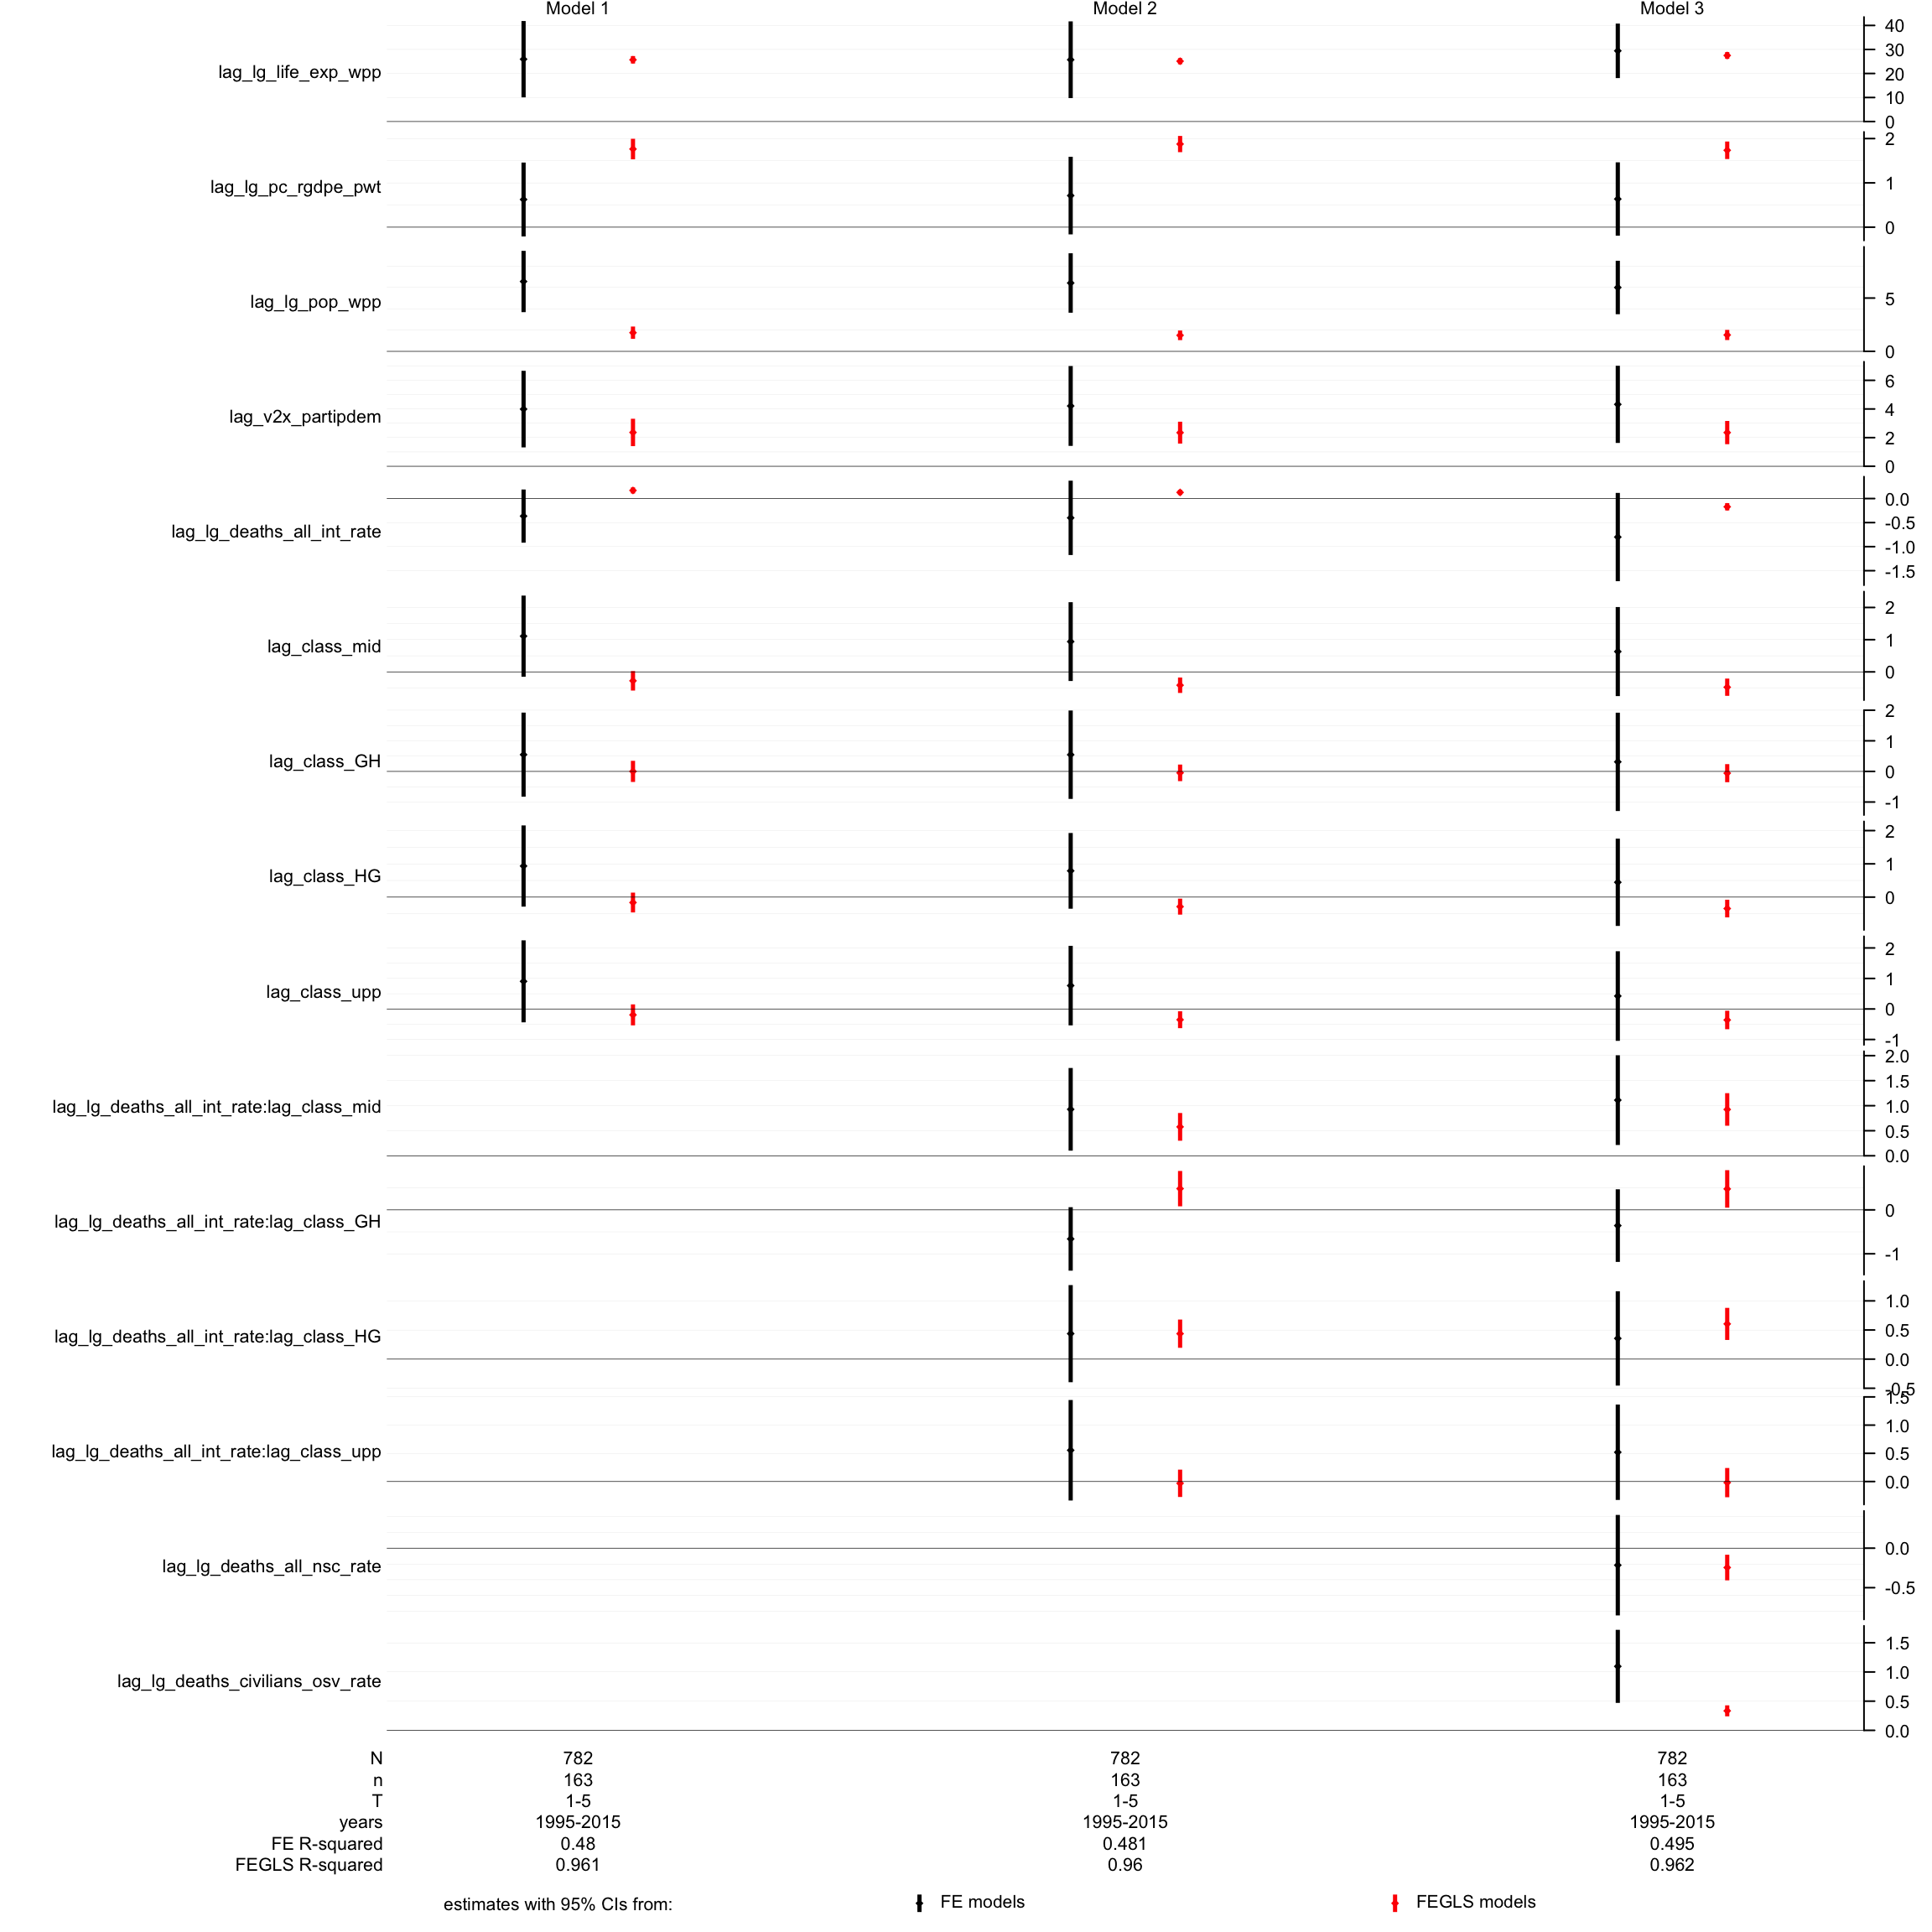 Model 1 Model 2 Model 3
lag_lg_life_exp_wpp
40
30
20
10
0
lag_lg_pc_rgdpe_pwt
2
1
0
lag_lg_pop_wpp
5
0
lag_v2x_partipdem
6
4
2
0
lag_lg_deaths_all_int_rate
0.0
-0.5
-1.0
-1.5
lag_class_mid
2
1
0
lag_class_GH
2
1
0
-1
lag_class_HG
2
1
0
lag_class_upp
2
1
0
-1
lag_lg_deaths_all_int_rate:lag_class_mid
2.0
1.5
1.0
0.5
0.0
lag_lg_deaths_all_int_rate:lag_class_GH
0
-1
lag_lg_deaths_all_int_rate:lag_class_HG
1.0
0.5
0.0
-0.5
lag_lg_deaths_all_int_rate:lag_class_upp
1.5
1.0
0.5
0.0
lag_lg_deaths_all_nsc_rate
0.0
-0.5
lag_lg_deaths_civilians_osv_rate
1.5
1.0
0.5
0.0
N 782 782 782
n 163 163 163
T 1-5 1-5 1-5
years 1995-2015 1995-2015 1995-2015
FE R-squared 0.48 0.481 0.495
FEGLS R-squared 0.961 0.96 0.962
estimates with 95% CIs from: FE models FEGLS models